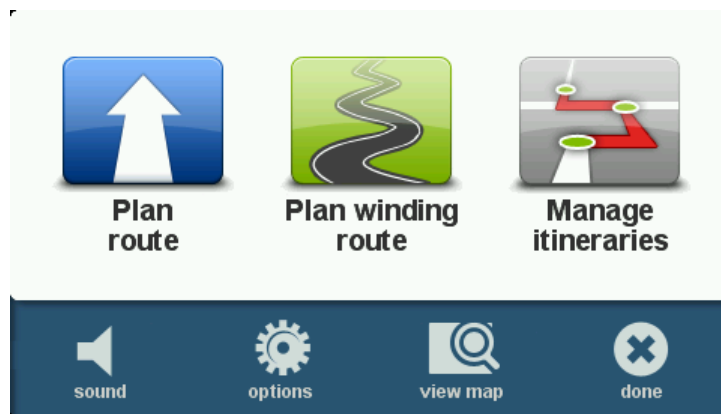 Plan
route
Plan winding
route
Manage
itineraries
sound
options
view map
done